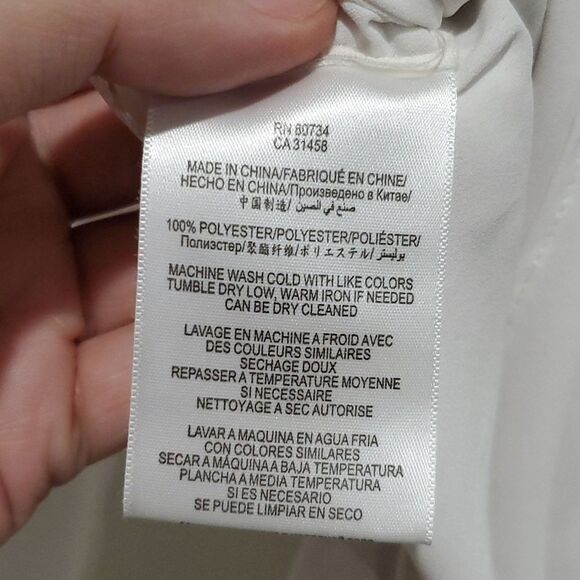 RN 80734
CA 31458
MADE IN CHINA/FABRIQUÉ EN CHINE/
HECHO EN CHINA/Произведено в Китае/
中国制造/صنع في الصين/
100% POLYESTER/POLYESTER/POLIÉSTER/
Полиэстер/聚酯纤维/ポリエステル/بوليستر
MACHINE WASH COLD WITH LIKE COLORS
TUMBLE DRY LOW, WARM IRON IF NEEDED
CAN BE DRY CLEANED
LAVAGE EN MACHINE A FROID AVEC
DES COULEURS SIMILAIRES
SECHAGE DOUX
REPASSER A TEMPERATURE MOYENNE
SI NECESSAIRE
NETTOYAGE A SEC AUTORISE
LAVAR A MAQUINA EN AGUA FRIA
CON COLORES SIMILARES
SECAR A MÁQUINA A BAJA TEMPERATURA
PLANCHA A MEDIA TEMPERATURA
SI ES NECESARIO
SE PUEDE LIMPIAR EN SECO